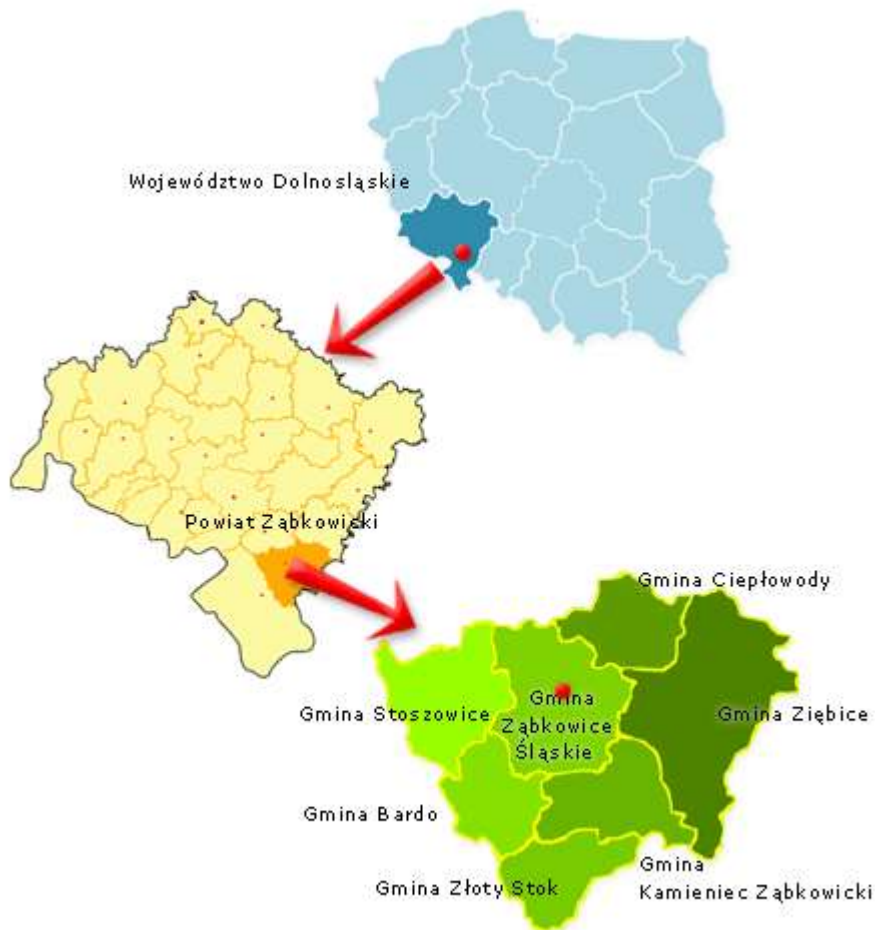 Województwo Dolnosląskie
Powiat Ząbkowicki
Gmina Ciepłowody
Gmina Stoszowice
Gmina
Ząbkowice
Śląskie
Gmina Ziębice
Gmina Bardo
Gmina Złoty Stok
Gmina
Kamieniec Ząbkowicki